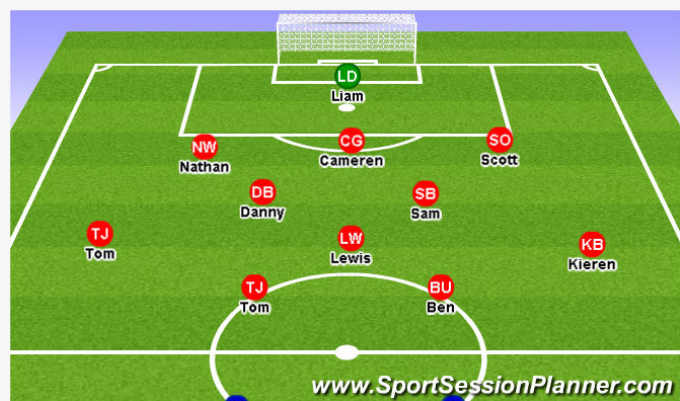 LD
Liam
NW
Nathan
CG
Cameren
SO
Scott
DB
Danny
SB
Sam
TJ
Tom
LW
Lewis
KB
Kieren
TJ
Tom
BU
Ben
www.SportSessionPlanner.com